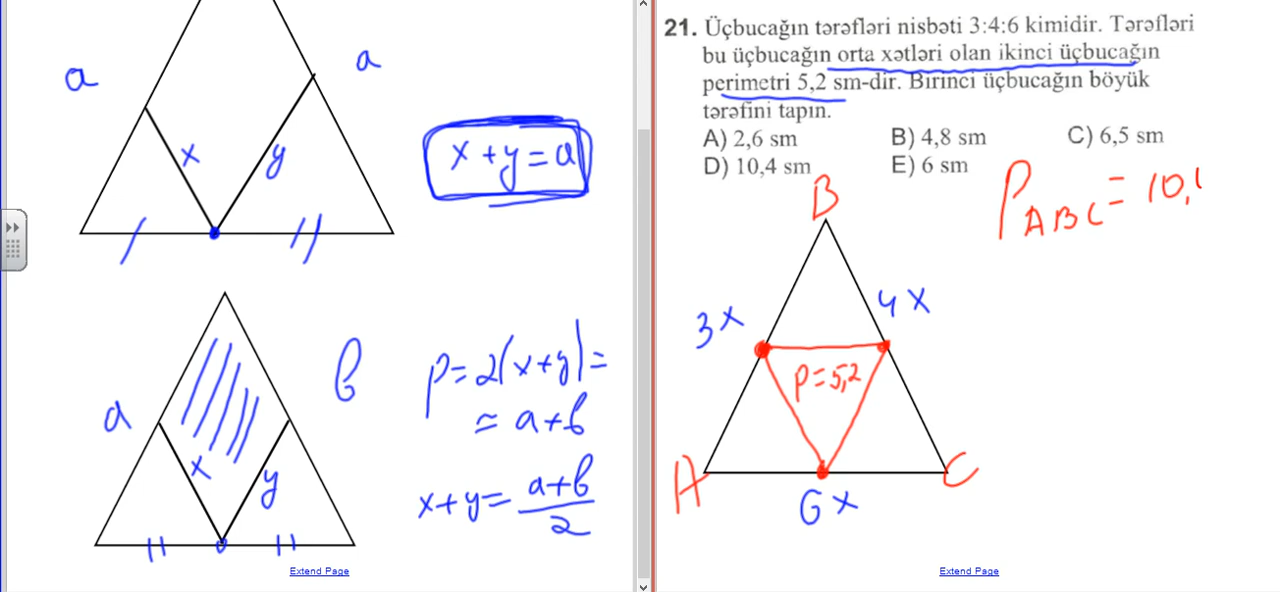 a
a
x
y
x + y = a
a
b
x
y
p = 2(x + y) =
= a + b
x + y = a + b / 2
Extend Page
21. Üçbucağın tərəfləri nisbəti 3:4:6 kimidir. Tərəfləri
bu üçbucağın orta xətləri olan ikinci üçbucağın
perimetri 5,2 sm-dir. Birinci üçbucağın böyük
tərəfini tapın.
A) 2,6 sm B) 4,8 sm C) 6,5 sm
D) 10,4 sm E) 6 sm
P ABC = 10,
B
3x
4x
P=5,2
A
C
6x
Extend Page